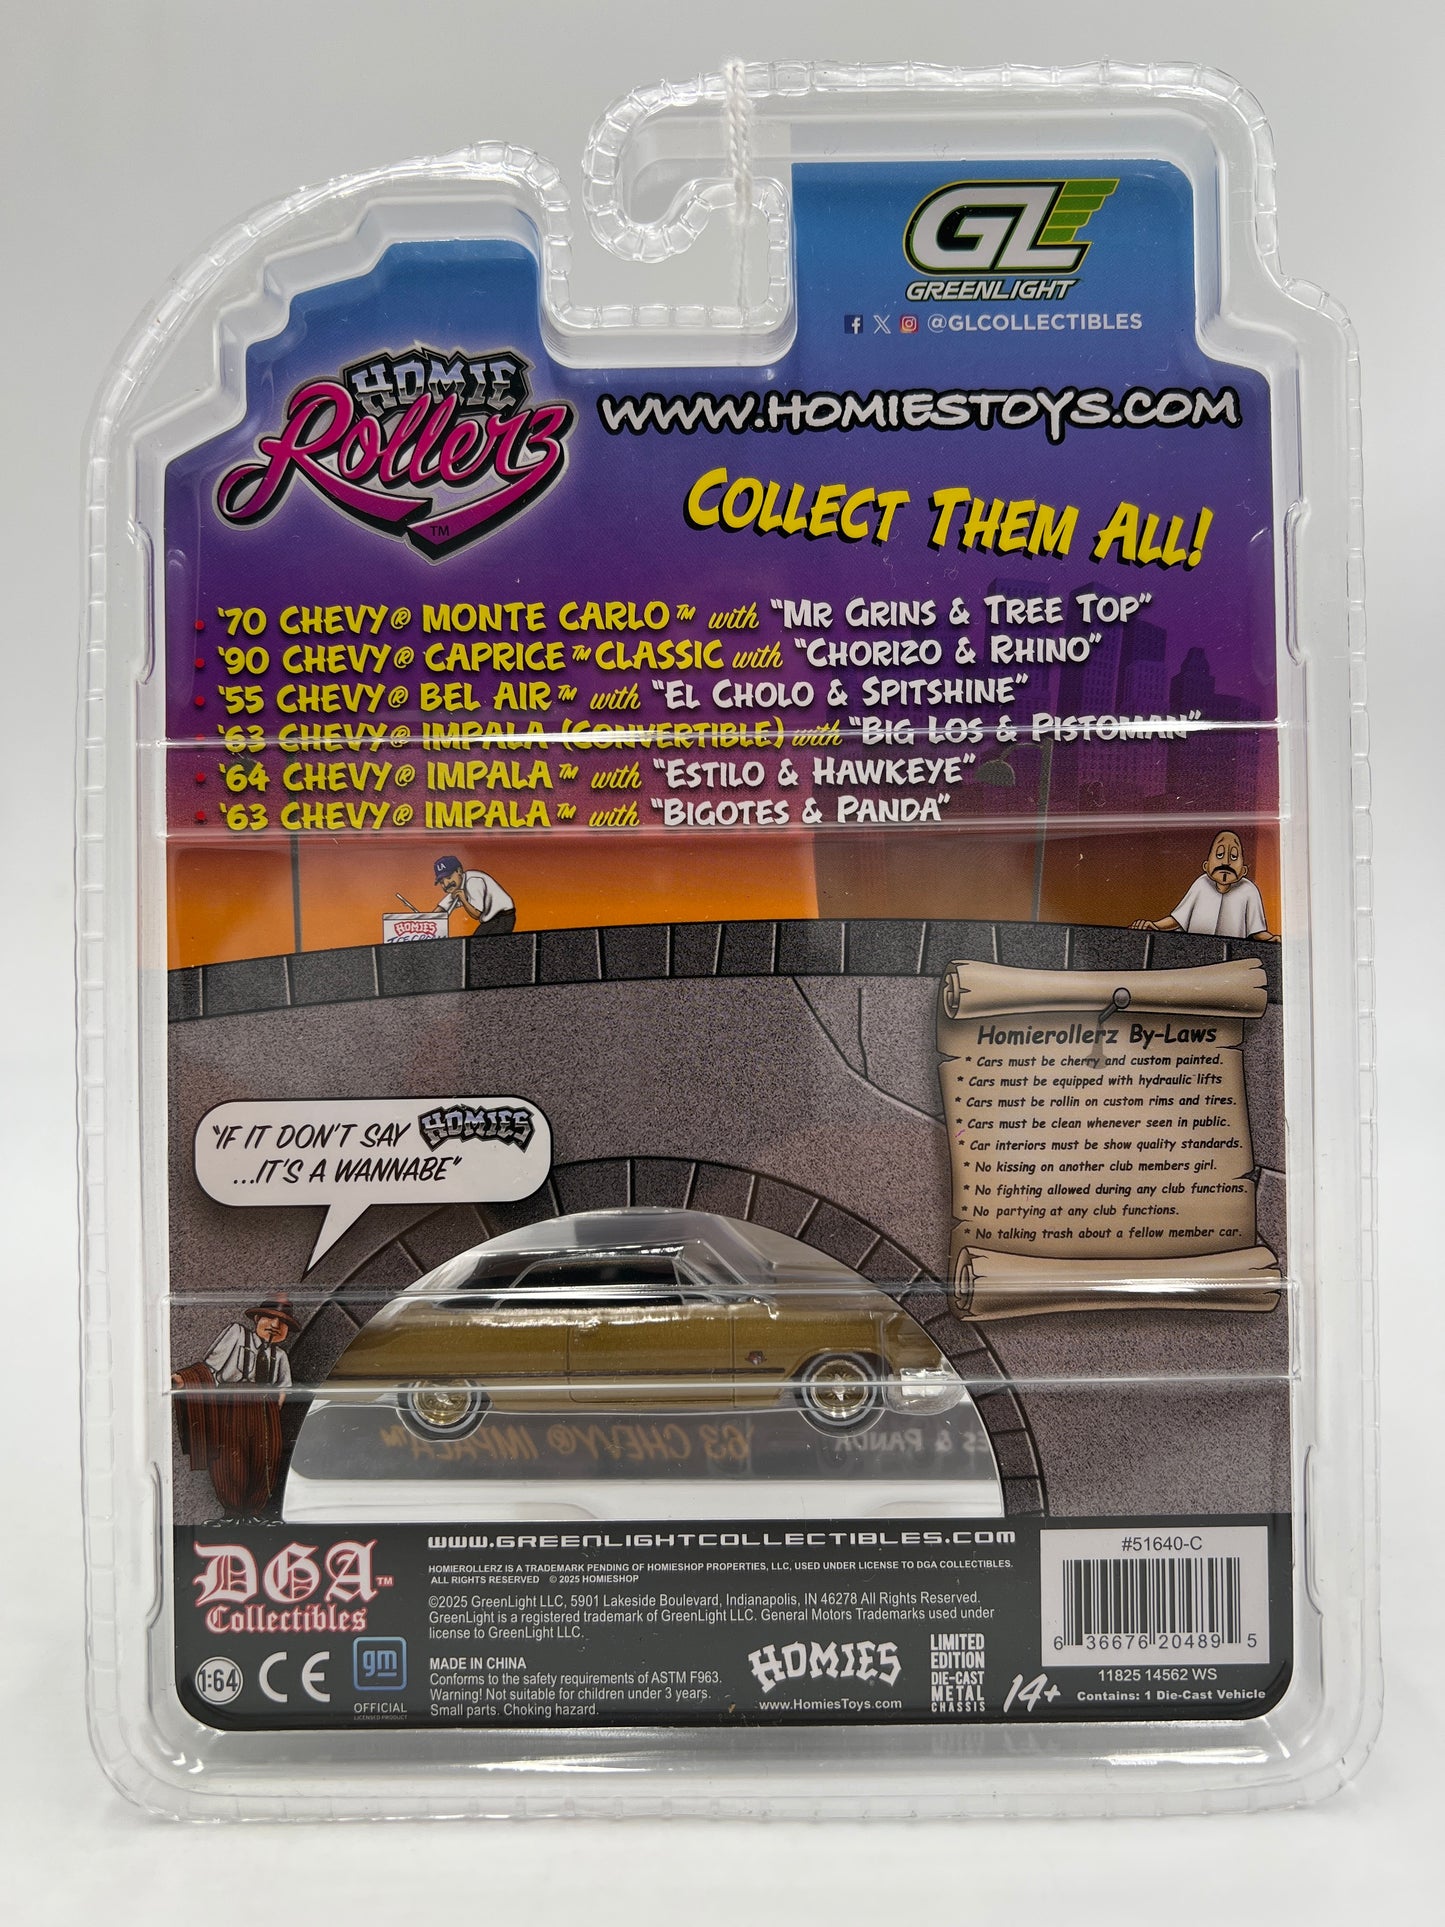 GL
GREENLIGHT
@GLCOLLECTIBLES
HOMIE
Rollerz
TM
WWW.HOMIESTOYS.COM
COLLECT THEM ALL!
• '70 CHEVY® MONTE CARLO™ with "MR GRINS & TREE TOP"
• '90 CHEVY® CAPRICE™ CLASSIC with "CHORIZO & RHINO"
• '55 CHEVY® BEL AIR™ with "EL CHOLO & SPITSHINE"
• '63 CHEVY® IMPALA (CONVERTIBLE) with "BIG LOS & PISTOMAN"
• '64 CHEVY® IMPALA™ with "ESTILO & HAWKEYE"
• '63 CHEVY® IMPALA™ with "BIGOTES & PANDA"
LA
HOMIES
Homierollerz By-Laws
* Cars must be cherry and custom painted.
* Cars must be equipped with hydraulic lifts
* Cars must be rollin on custom rims and tires.
* Cars must be clean whenever seen in public.
* Car interiors must be show quality standards.
* No kissing on another club members girl.
* No fighting allowed during any club functions.
* No partying at any club functions.
* No talking trash about a fellow member car.
"IF IT DON'T SAY HOMIES
...IT'S A WANNABE"
'63 CHEVY® IMPALA™
ES & PANDA
DGA™
Collectibles
WWW.GREENLIGHTCOLLECTIBLES.COM
HOMIEROLLERZ IS A TRADEMARK PENDING OF HOMIESHOP PROPERTIES, LLC, USED UNDER LICENSE TO DGA COLLECTIBLES.
ALL RIGHTS RESERVED © 2025 HOMIESHOP
©2025 GreenLight LLC, 5901 Lakeside Boulevard, Indianapolis, IN 46278 All Rights Reserved.
GreenLight is a registered trademark of GreenLight LLC. General Motors Trademarks used under
license to GreenLight LLC.
MADE IN CHINA
Conforms to the safety requirements of ASTM F963.
Warning! Not suitable for children under 3 years.
Small parts. Choking hazard.
1:64
CE
gm
OFFICIAL
LICENSED PRODUCT
HOMIES
www.HomiesToys.com
LIMITED
EDITION
DIE-CAST
METAL
CHASSIS
14+
#51640-C
6 36676 20489 5
11825 14562 WS
Contains: 1 Die-Cast Vehicle